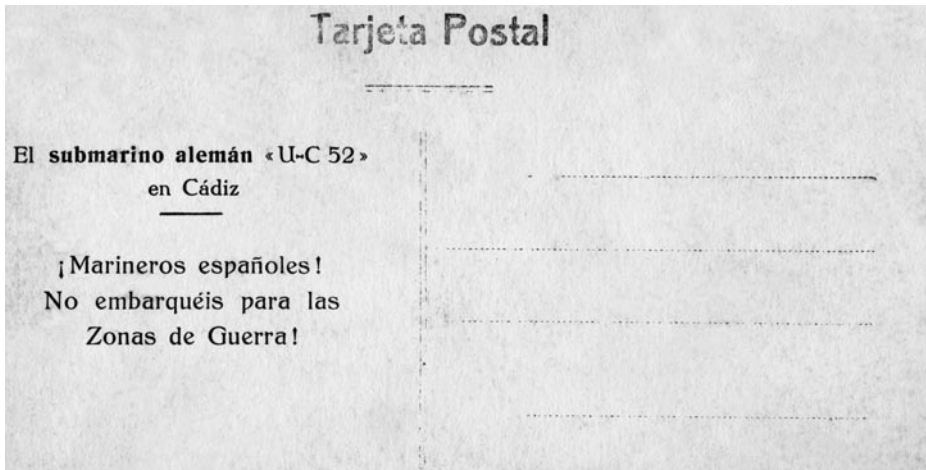 Tarjeta Postal
El submarino alemán «U-C 52»
en Cádiz
¡Marineros españoles!
No embarquéis para las
Zonas de Guerra!